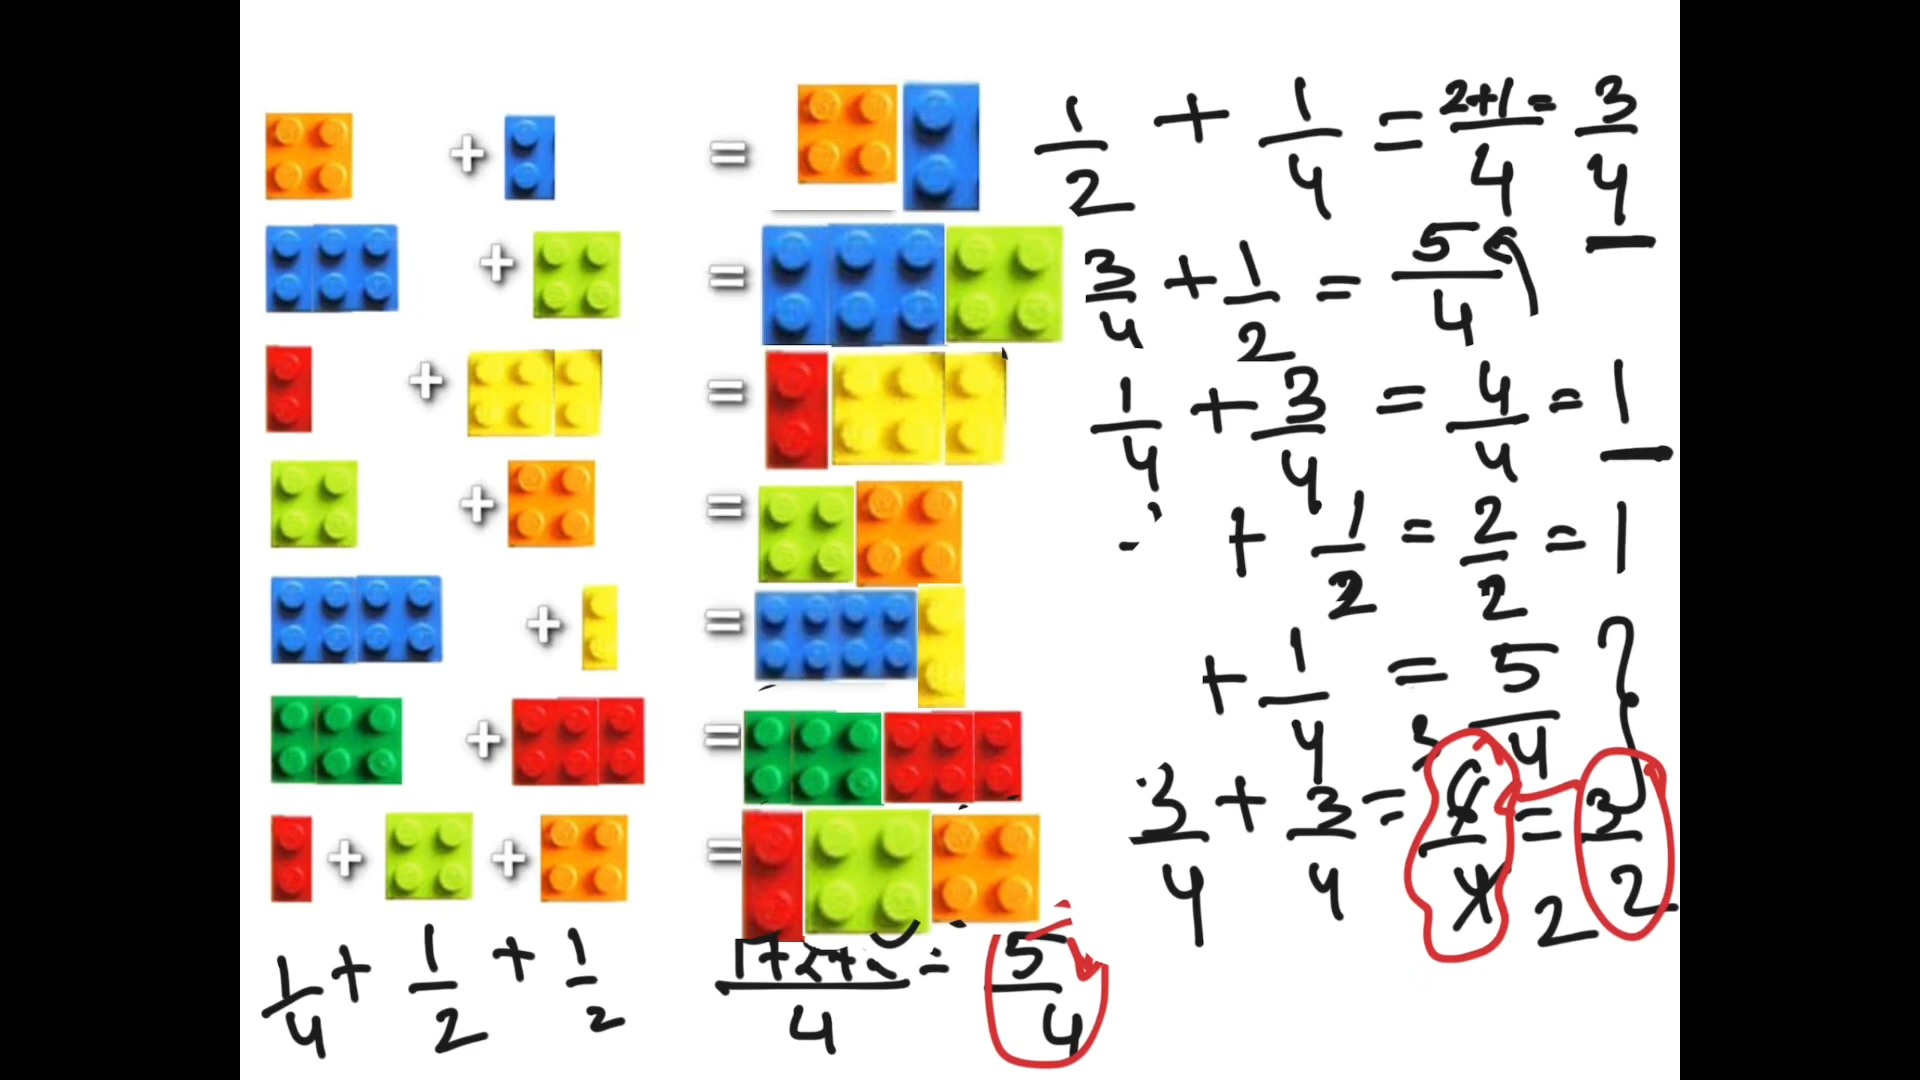 + = 1/2 + 1/4 = 2+1/4 = 3/4
+ = 3/4 + 1/2 = 5/4
+ = 1/4 + 3/4 = 4/4 = 1
+ = + 1/2 = 2/2 = 1
+ = + 1/4 = 5/4
+ = 3/4 + 3/4 = 6/4 = 3/2
3
2
+ + =
1/4 + 1/2 + 1/2 = 5/4